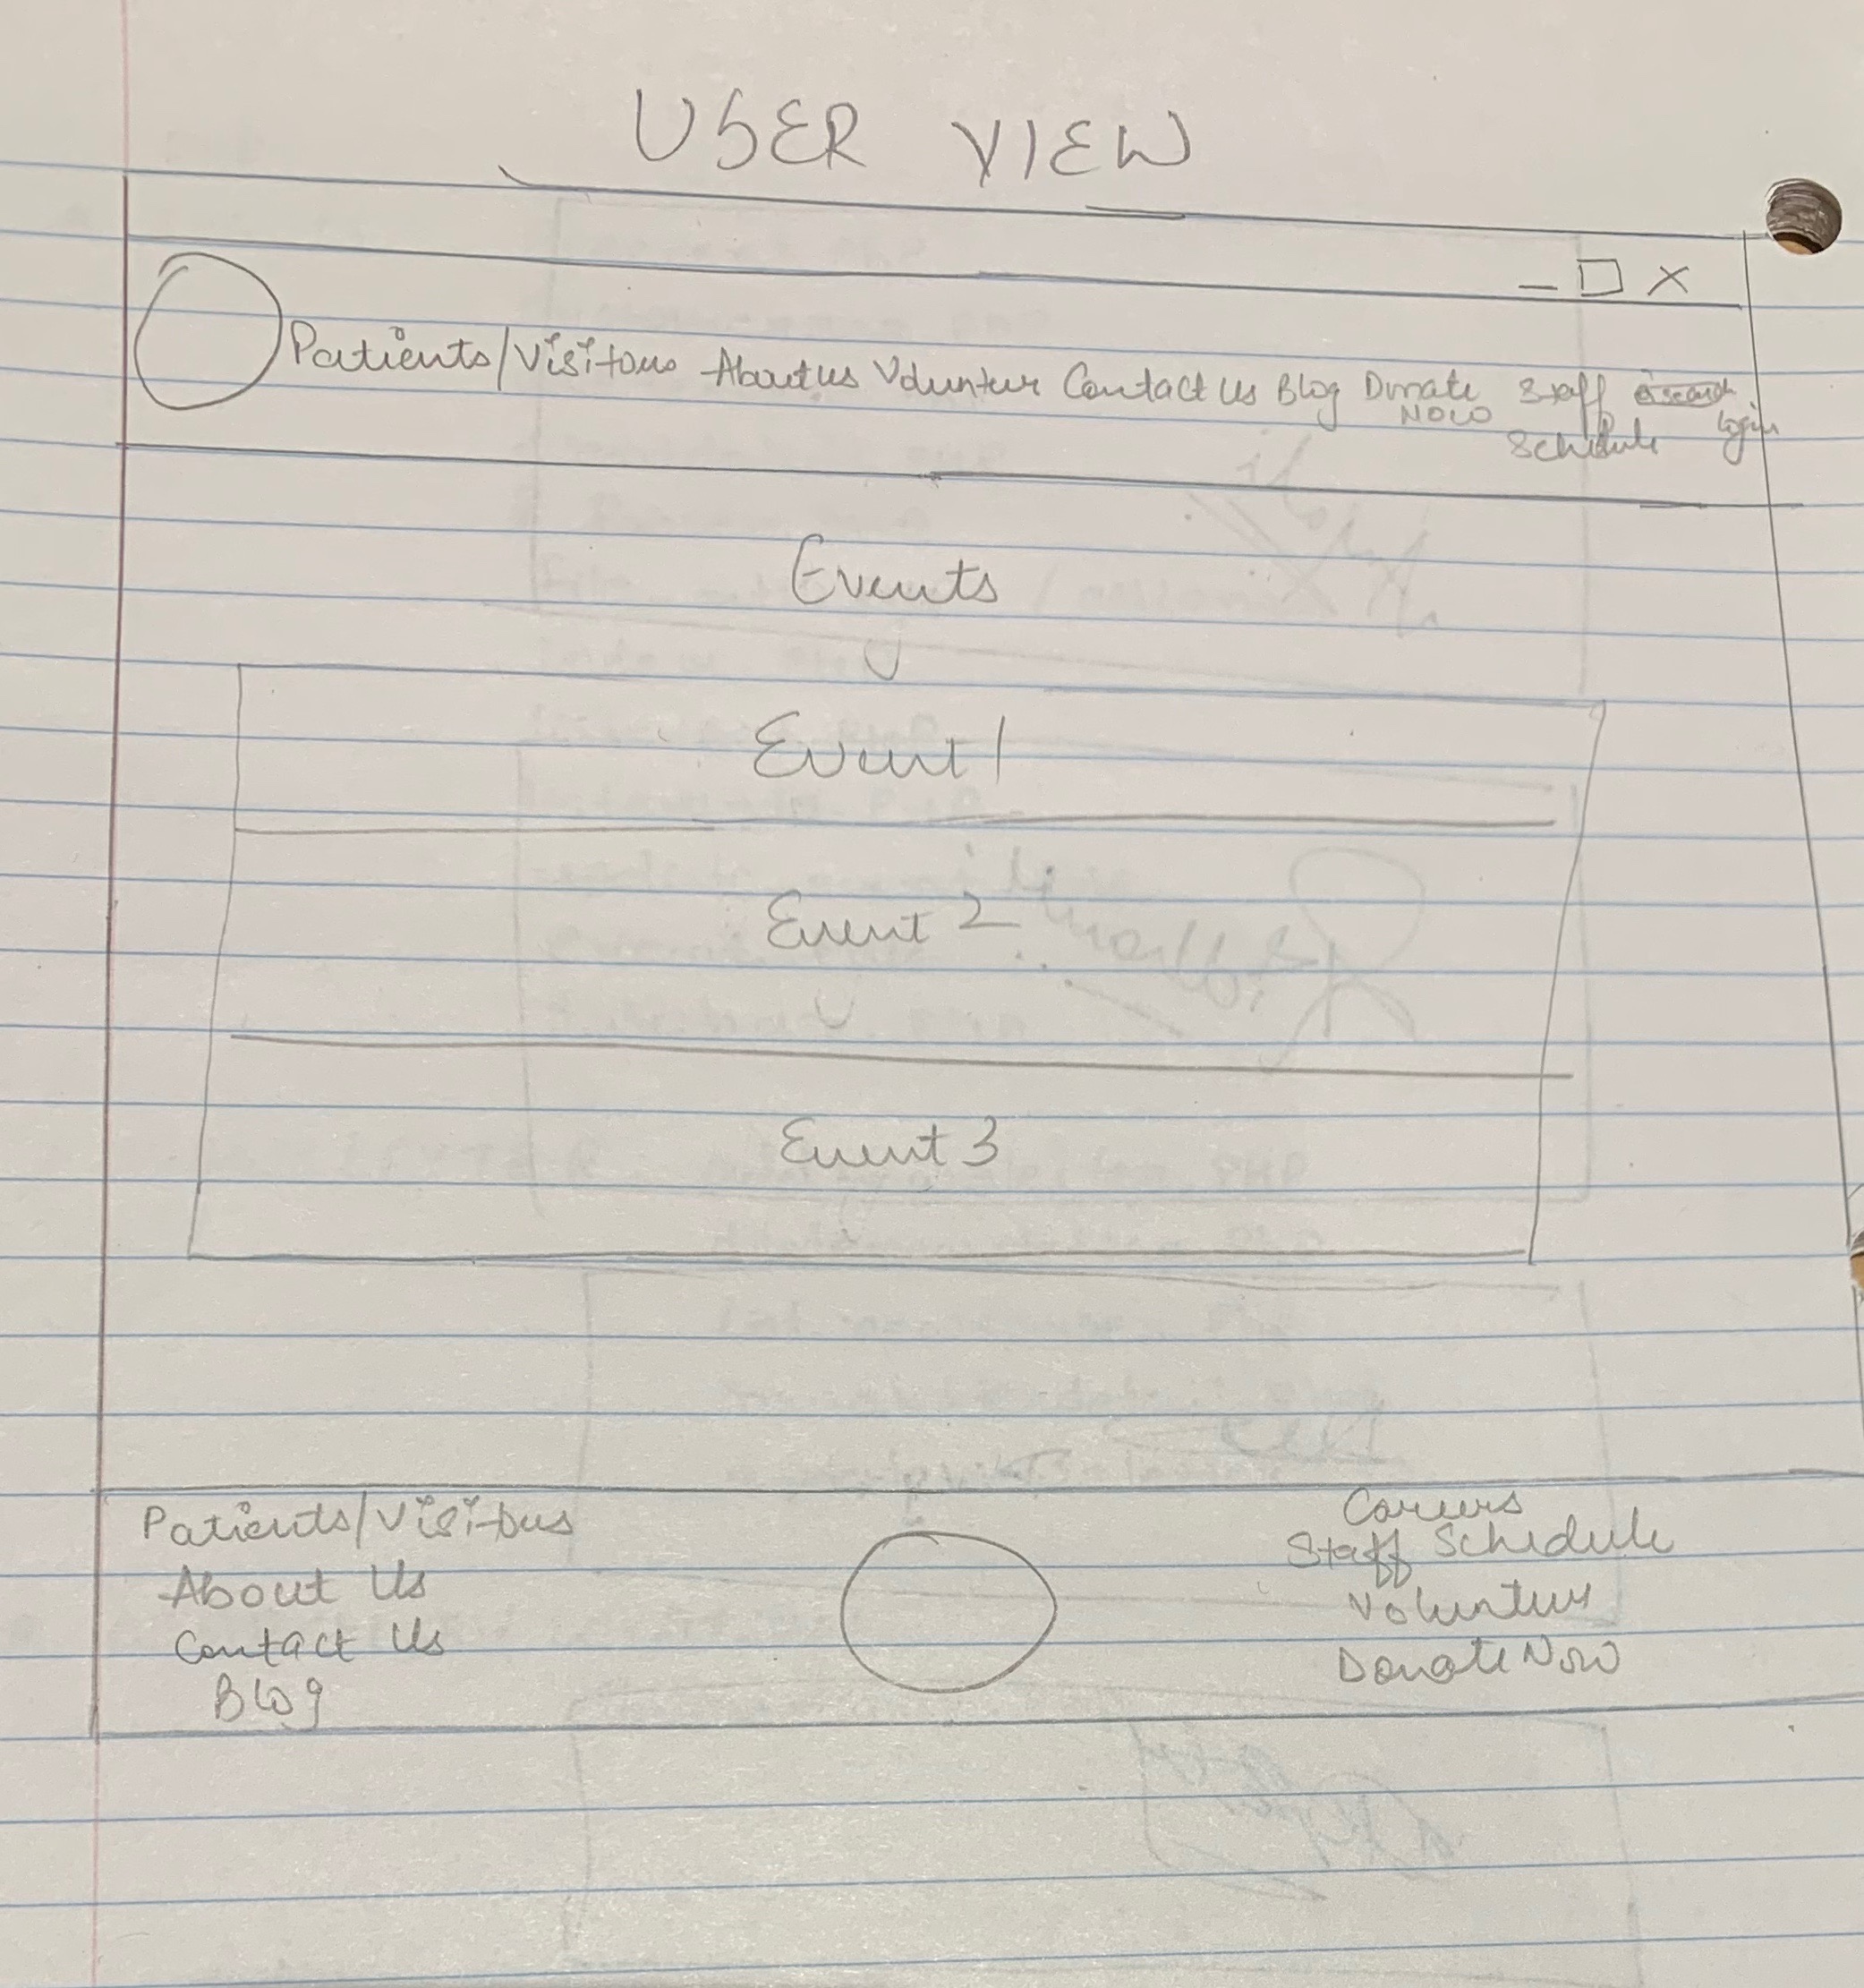 USER VIEW
Patients/Visitors About us Volunteer Contact Us Blog Donate Now Staff Schedule Login
Events
Event 1
Event 2
Event 3
Patients/Visitors
About Us
Contact Us
Blog
Careers
Staff Schedule
Volunteer
Donate Now